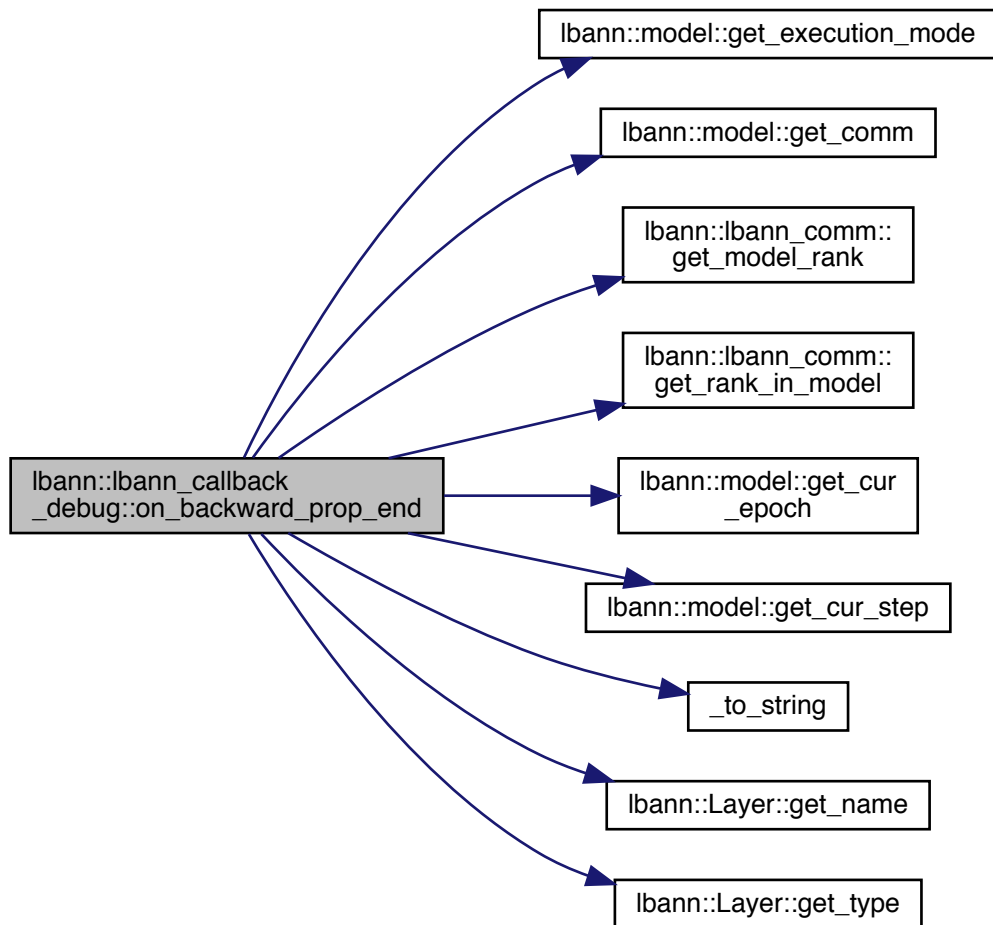 lbann::model::get_execution_mode
lbann::model::get_comm
lbann::lbann_comm::
get_model_rank
lbann::lbann_comm::
get_rank_in_model
lbann::lbann_callback
_debug::on_backward_prop_end
lbann::model::get_cur
_epoch
lbann::model::get_cur_step
_to_string
lbann::Layer::get_name
lbann::Layer::get_type